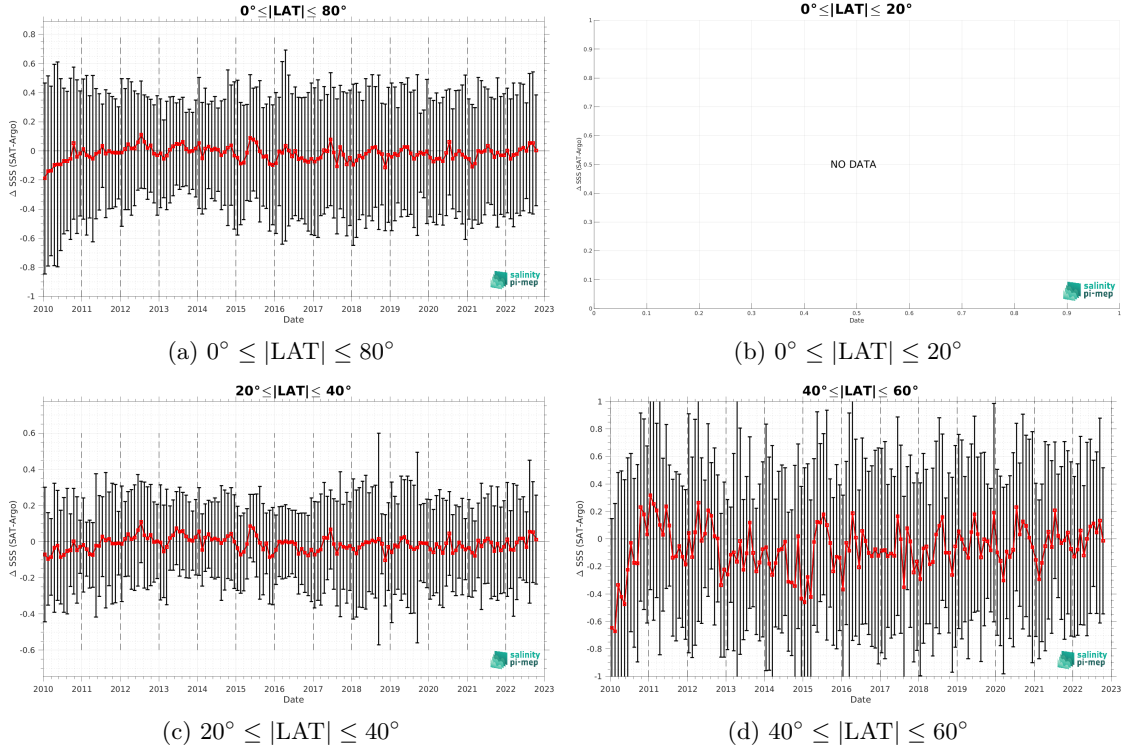 0°≤|LAT|≤ 80°
Δ SSS (SAT-Argo)
0.8
0.6
0.4
0.2
0
-0.2
-0.4
-0.6
-0.8
-1
2010 2011 2012 2013 2014 2015 2016 2017 2018 2019 2020 2021 2022 2023
Date
salinity
pi-mep
(a) 0° ≤ |LAT| ≤ 80°
0°≤|LAT|≤ 20°
Δ SSS (SAT-Argo)
1
0.9
0.8
0.7
0.6
0.5
0.4
0.3
0.2
0.1
0
NO DATA
0 0.1 0.2 0.3 0.4 0.5 0.6 0.7 0.8 0.9 1
Date
salinity
pi-mep
(b) 0° ≤ |LAT| ≤ 20°
20°≤|LAT|≤ 40°
Δ SSS (SAT-Argo)
0.6
0.4
0.2
0
-0.2
-0.4
-0.6
2010 2011 2012 2013 2014 2015 2016 2017 2018 2019 2020 2021 2022 2023
Date
salinity
pi-mep
(c) 20° ≤ |LAT| ≤ 40°
40°≤|LAT|≤ 60°
Δ SSS (SAT-Argo)
1
0.8
0.6
0.4
0.2
0
-0.2
-0.4
-0.6
-0.8
-1
2010 2011 2012 2013 2014 2015 2016 2017 2018 2019 2020 2021 2022 2023
Date
salinity
pi-mep
(d) 40° ≤ |LAT| ≤ 60°